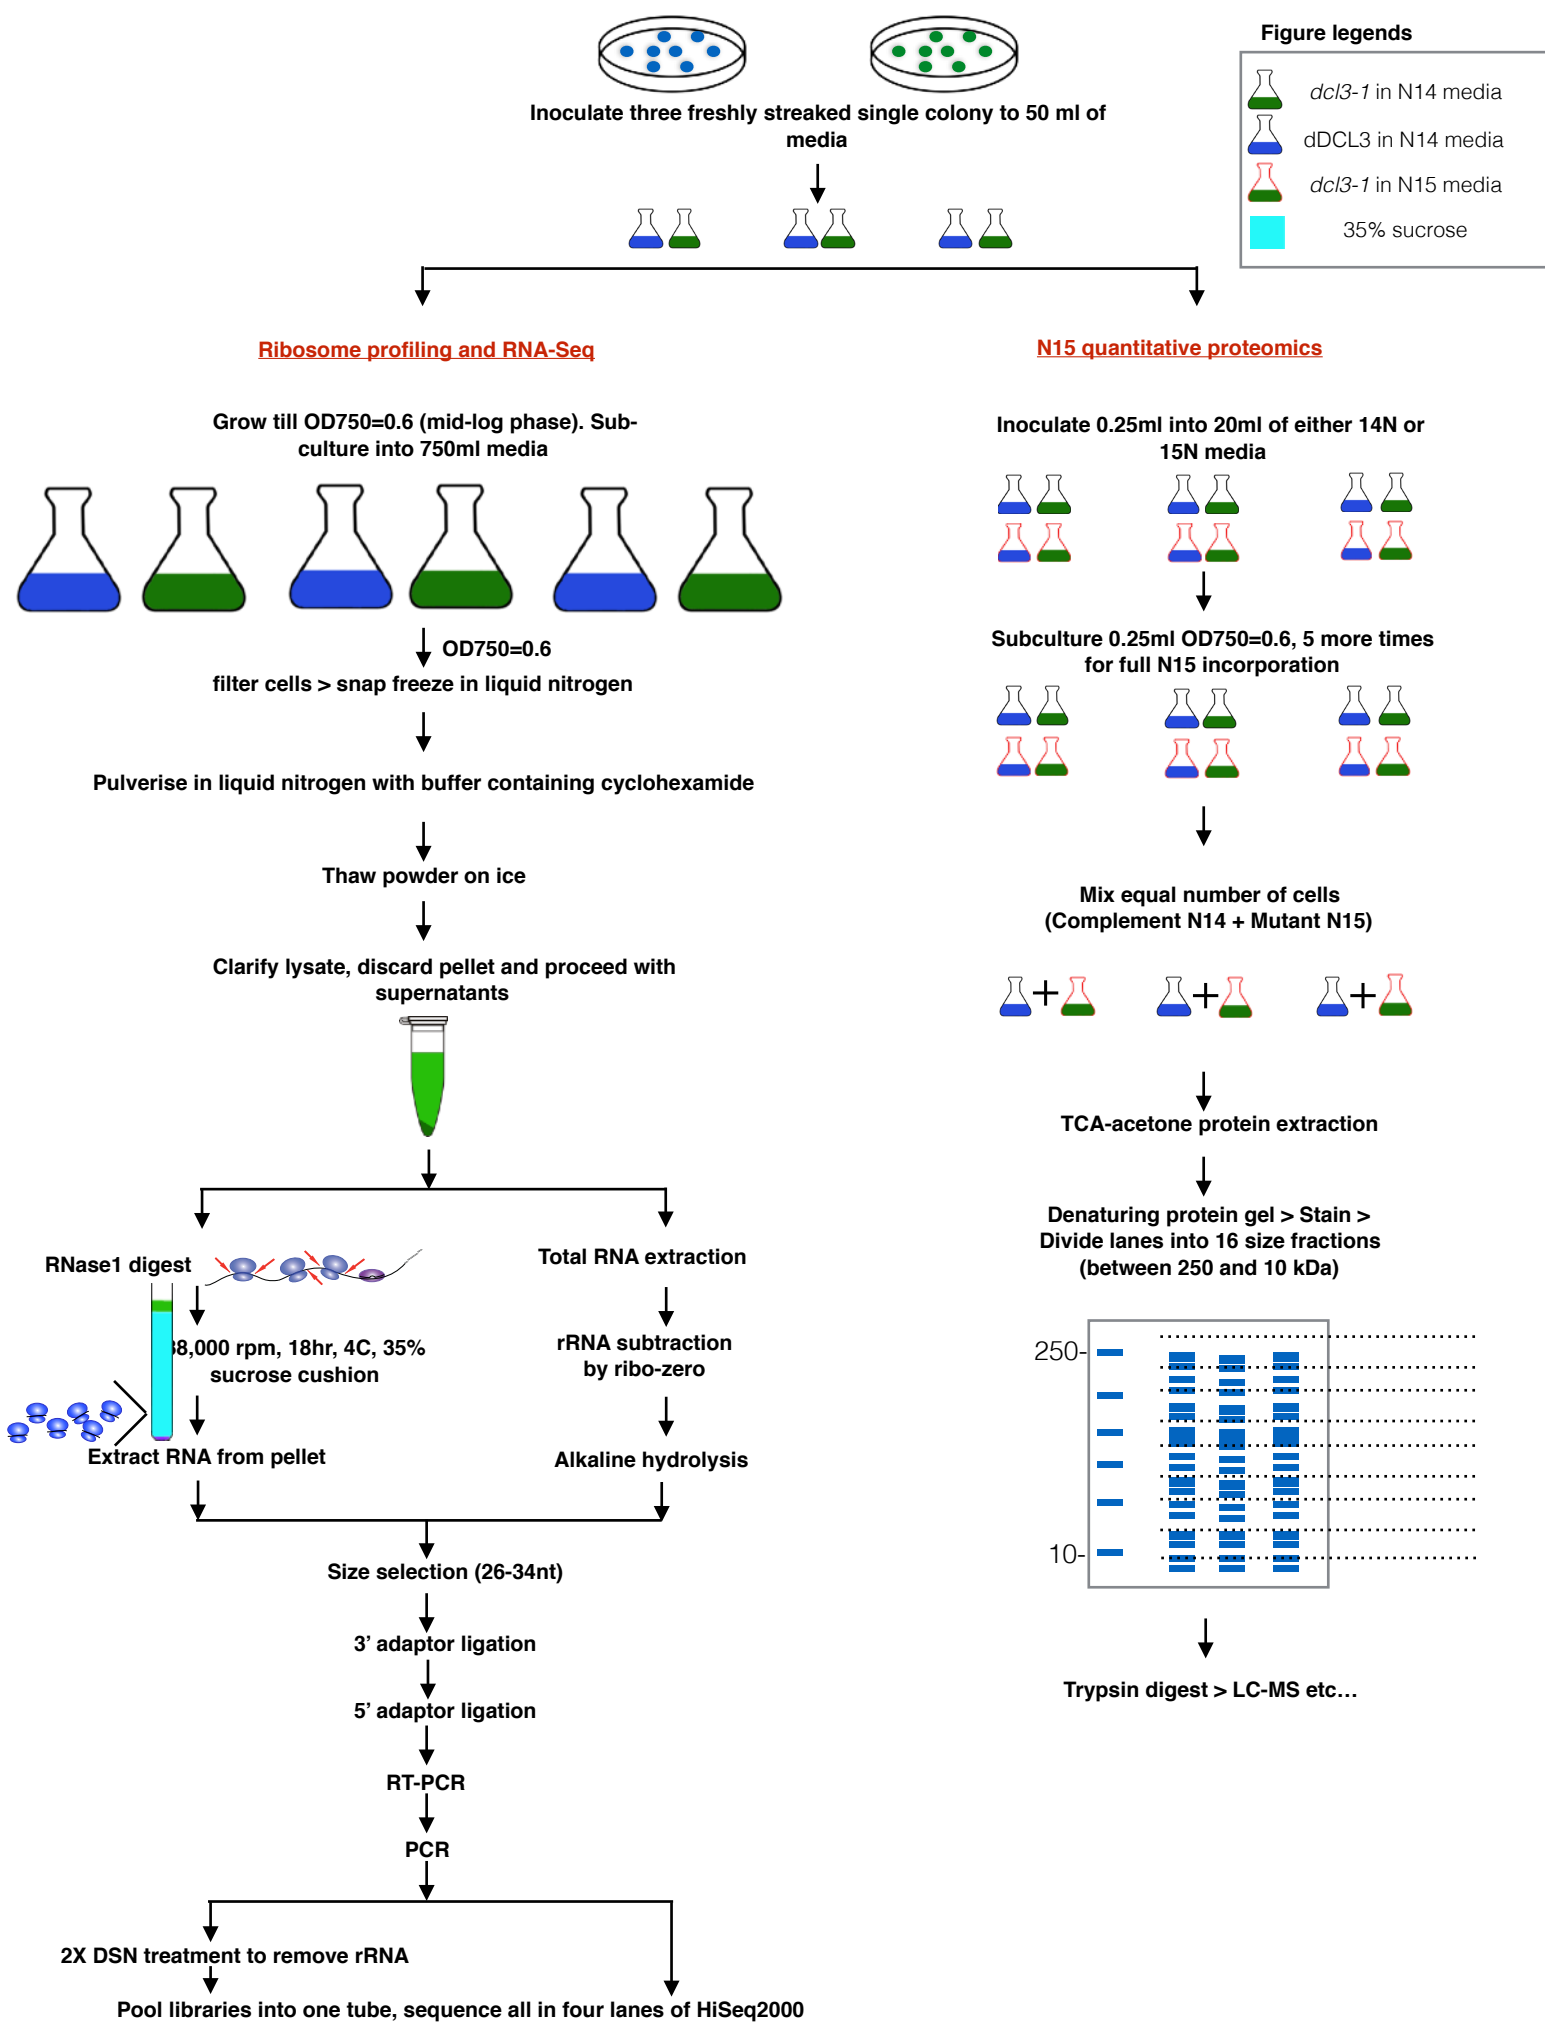 Figure legends
dcl3-1 in N14 media
dDCL3 in N14 media
dcl3-1 in N15 media
35% sucrose
Inoculate three freshly streaked single colony to 50 ml of
media
Ribosome profiling and RNA-Seq
Grow till OD750=0.6 (mid-log phase). Sub-
culture into 750ml media
OD750=0.6
filter cells > snap freeze in liquid nitrogen
Pulverise in liquid nitrogen with buffer containing cyclohexamide
Thaw powder on ice
Clarify lysate, discard pellet and proceed with
supernatants
RNase1 digest
8,000 rpm, 18hr, 4C, 35%
sucrose cushion
Extract RNA from pellet
Total RNA extraction
rRNA subtraction
by ribo-zero
Alkaline hydrolysis
Size selection (26-34nt)
3’ adaptor ligation
5’ adaptor ligation
RT-PCR
PCR
2X DSN treatment to remove rRNA
Pool libraries into one tube, sequence all in four lanes of HiSeq2000
N15 quantitative proteomics
Inoculate 0.25ml into 20ml of either 14N or
15N media
Subculture 0.25ml OD750=0.6, 5 more times
for full N15 incorporation
Mix equal number of cells
(Complement N14 + Mutant N15)
+ + +
TCA-acetone protein extraction
Denaturing protein gel > Stain >
Divide lanes into 16 size fractions
(between 250 and 10 kDa)
250-
10-
Trypsin digest > LC-MS etc…